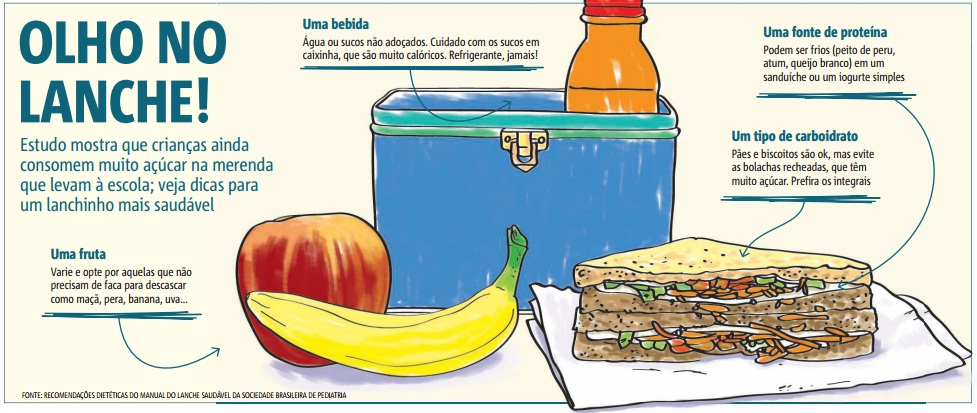 OLHO NO
LANCHE!
Estudo mostra que crianças ainda
consomem muito açúcar na merenda
que levam à escola; veja dicas para
um lanchinho mais saudável
Uma fruta
Varie e opte por aquelas que não
precisam de faca para descascar
como maçã, pera, banana, uva...
Uma bebida
Água ou sucos não adoçados. Cuidado com os sucos em
caixinha, que são muito calóricos. Refrigerante, jamais!
Uma fonte de proteína
Podem ser frios (peito de peru,
atum, queijo branco) em um
sanduíche ou um iogurte simples
Um tipo de carboidrato
Pães e biscoitos são ok, mas evite
as bolachas recheadas, que têm
muito açúcar. Prefira os integrais
FONTE: RECOMENDAÇÕES DIETÉTICAS DO MANUAL DO LANCHE SAUDÁVEL DA SOCIEDADE BRASILEIRA DE PEDIATRIA